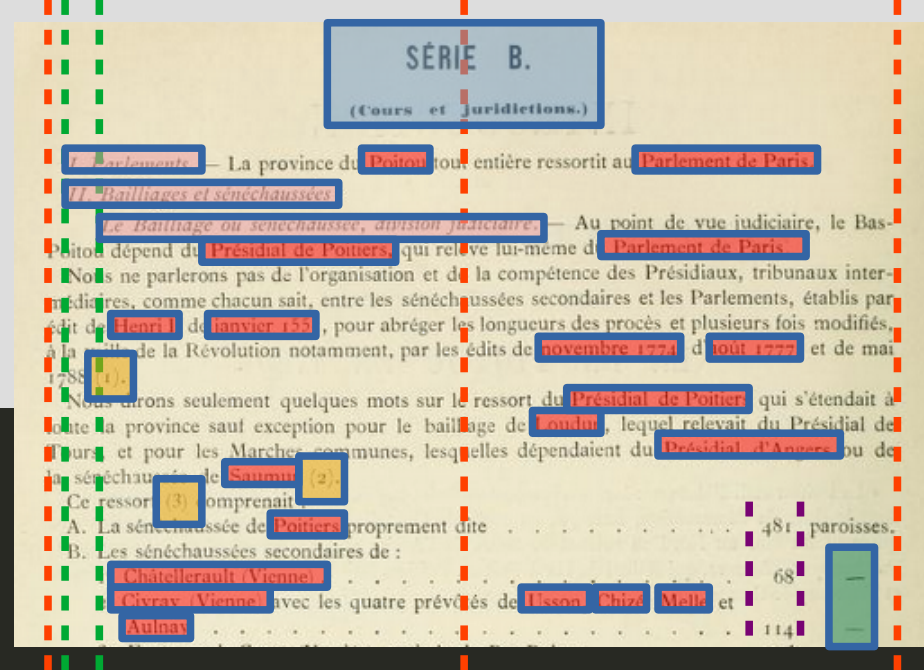 SÉRIE B.
(Cours et juridictions.)
I. Parlements. — La province du Poitou tout entière ressortit au Parlement de Paris.
II. Bailliages et sénéchaussées
Le Bailliage ou sénéchaussée, division judiciaire. — Au point de vue judiciaire, le Bas-
Poitou dépend du Présidial de Poitiers, qui relève lui-même du Parlement de Paris.
Nous ne parlerons pas de l'organisation et de la compétence des Présidiaux, tribunaux inter-
médiaires, comme chacun sait, entre les sénéchaussées secondaires et les Parlements, établis par
édit de Henri de janvier 155 , pour abréger les longueurs des procès et plusieurs fois modifiés,
à la veille de la Révolution notamment, par les édits de novembre 1774, d'août 1777 et de mai
1788 (1).
Nous dirons seulement quelques mots sur le ressort du Présidial de Poitiers qui s'étendait à
toute la province sauf exception pour le bailliage de Loudun, lequel relevait du Présidial de
Tours, et pour les Marches communes, lesquelles dépendaient du Présidial d'Angers ou de
la sénéchaussée de Saumur (2).
Ce ressort (3) comprenait :
A. La sénéchaussée de Poitiers proprement dite . . . . . . . . 481 paroisses.
B. Les sénéchaussées secondaires de :
Châtellerault (Vienne) . . . . . . . . 68 —
Civray (Vienne) avec les quatre prévôtés de Usson, Chizé, Melle et
Aulnay . . . . . . . . 114 —